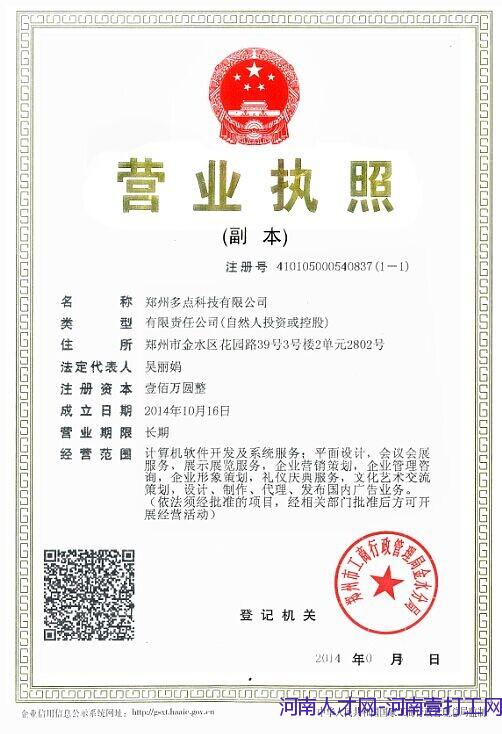 营业执照
(副 本)
注册号 410105000540837(1-1)
名 称 郑州多点科技有限公司
类 型 有限责任公司(自然人投资或控股)
住 所 郑州市金水区花园路39号3号楼2单元2802号
法定代表人 吴丽娟
注册资本 壹佰万圆整
成立日期 2014年10月16日
营业期限 长期
经营范围 计算机软件开发及系统服务；平面设计，会议会展
服务，展示展览服务，企业营销策划，企业管理咨
询，企业形象策划，礼仪庆典服务，文化艺术交流
策划，设计、制作、代理、发布国内广告业务。
（依法须经批准的项目，经相关部门批准后方可开
展经营活动）
郑州市工商行政管理局金水分局
登记机关
2014 年0 月 日
河南人才网-河南壹打工网
企业信用信息公示系统网址: http://gsxt.haaic.gov.cn